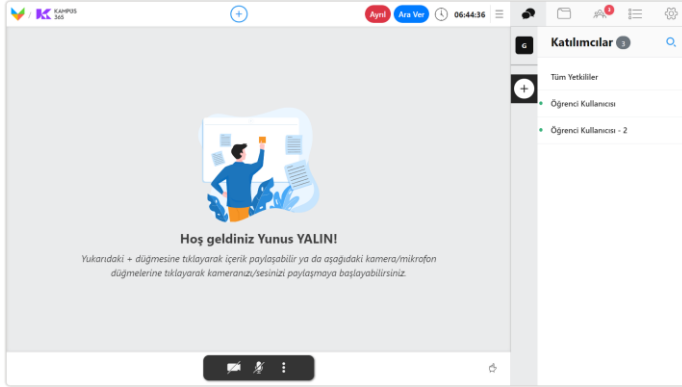 KAMPÜS
365
Ayrıl
Ara Ver
06:44:36
3
G
Katılımcılar 3
Tüm Yetkililer
Öğrenci Kullanıcısı
Öğrenci Kullanıcısı - 2
Hoş geldiniz Yunus YALIN!
Yukarıdaki + düğmesine tıklayarak içerik paylaşabilir ya da aşağıdaki kamera/mikrofon
düğmelerine tıklayarak kameranızı/sesinizi paylaşmaya başlayabilirsiniz.